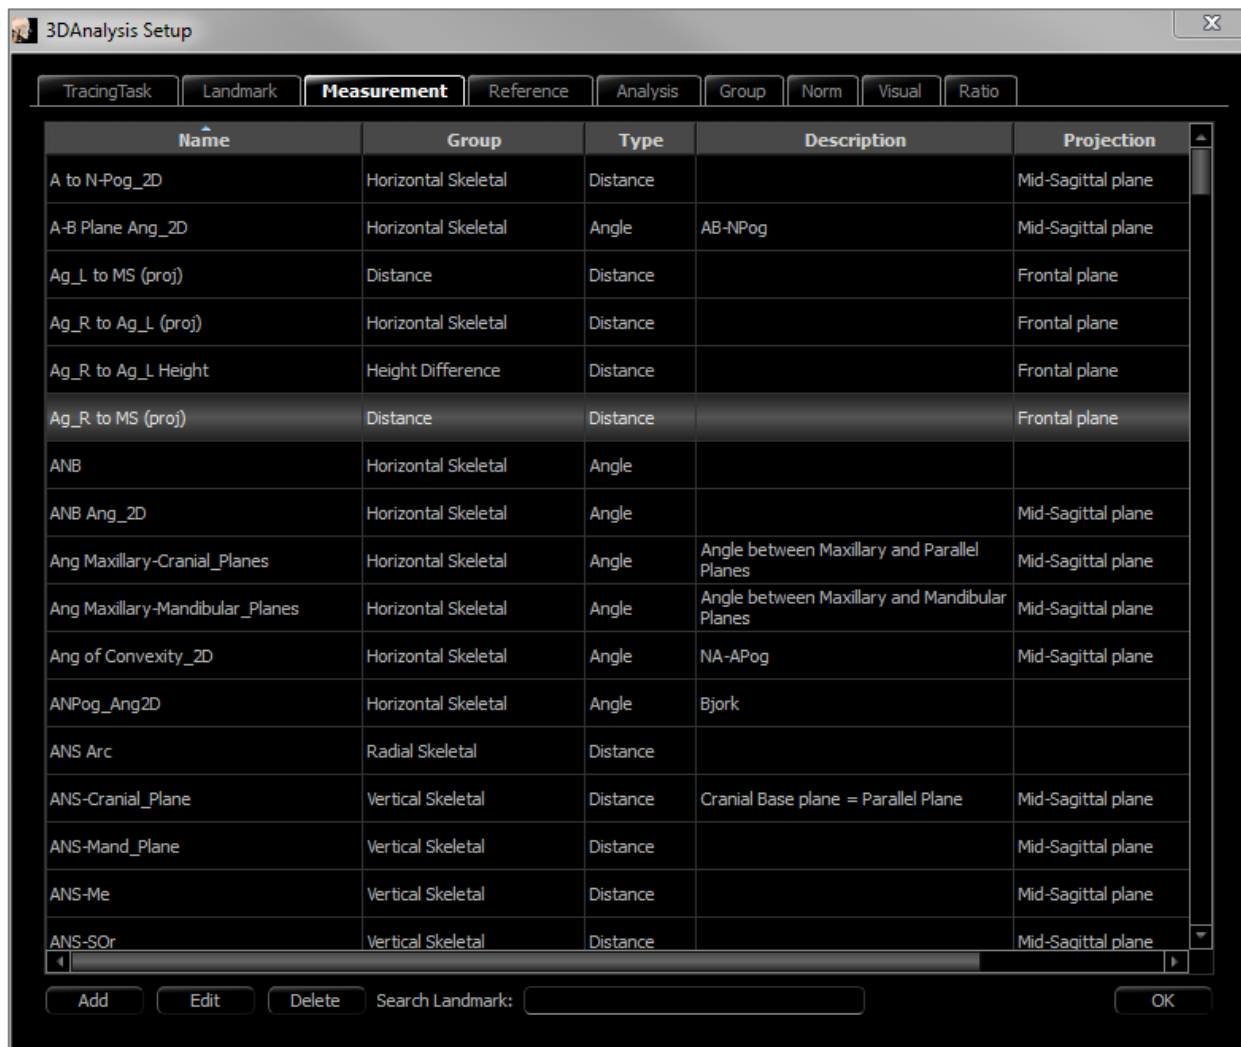 3DAnalysis Setup
TracingTask Landmark Measurement Reference Analysis Group Norm Visual Ratio
Name Group Type Description Projection
A to N-Pog_2D Horizontal Skeletal Distance Mid-Sagittal plane
A-B Plane Ang_2D Horizontal Skeletal Angle AB-NPog Mid-Sagittal plane
Ag_L to MS (proj) Distance Distance Frontal plane
Ag_R to Ag_L (proj) Horizontal Skeletal Distance Frontal plane
Ag_R to Ag_L Height Height Difference Distance Frontal plane
Ag_R to MS (proj) Distance Distance Frontal plane
ANB Horizontal Skeletal Angle
ANB Ang_2D Horizontal Skeletal Angle Mid-Sagittal plane
Ang Maxillary-Cranial_Planes Horizontal Skeletal Angle Angle between Maxillary and Parallel Planes Mid-Sagittal plane
Ang Maxillary-Mandibular_Planes Horizontal Skeletal Angle Angle between Maxillary and Mandibular Planes Mid-Sagittal plane
Ang of Convexity_2D Horizontal Skeletal Angle NA-APog Mid-Sagittal plane
ANPog_Ang2D Horizontal Skeletal Angle Bjork
ANS Arc Radial Skeletal Distance
ANS-Cranial_Plane Vertical Skeletal Distance Cranial Base plane = Parallel Plane Mid-Sagittal plane
ANS-Mand_Plane Vertical Skeletal Distance Mid-Sagittal plane
ANS-Me Vertical Skeletal Distance Mid-Sagittal plane
ANS-SOr Vertical Skeletal Distance Mid-Sagittal plane
Add Edit Delete Search Landmark: OK